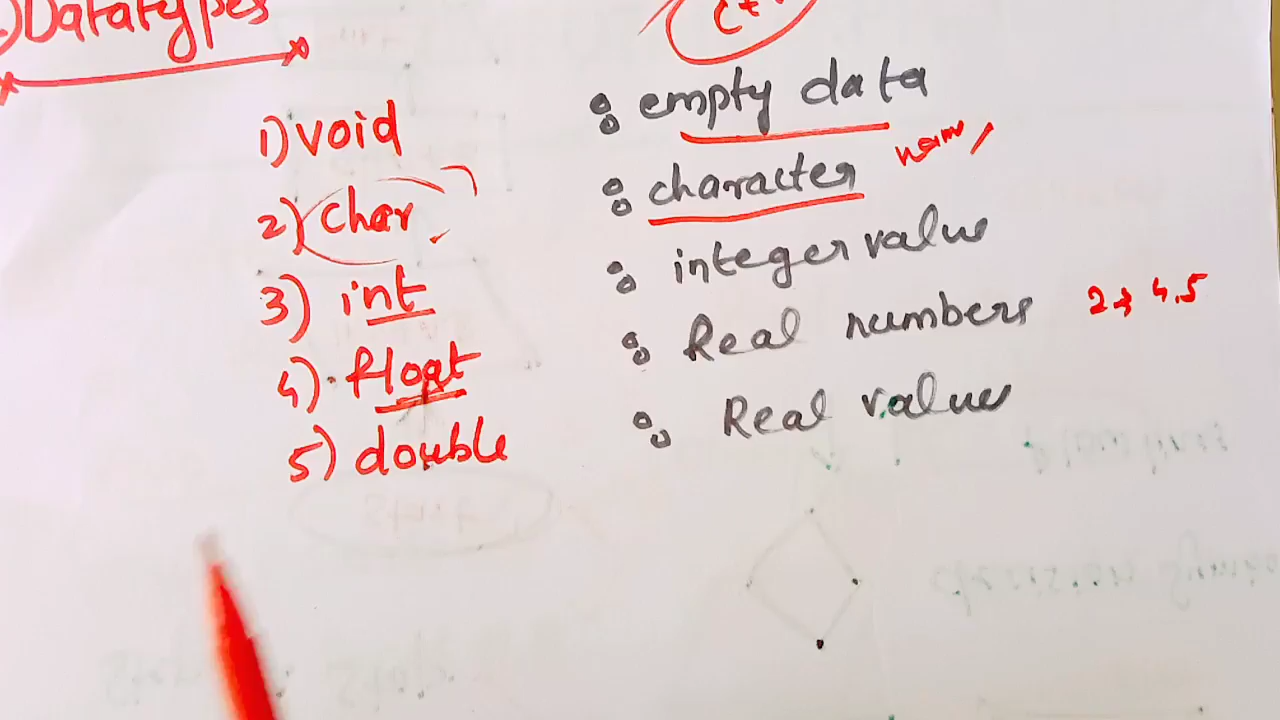 Datatypes
1) void : empty data
2) char : character
3) int : integer value
4) float : Real numbers 2, 4.5
5) double : Real value